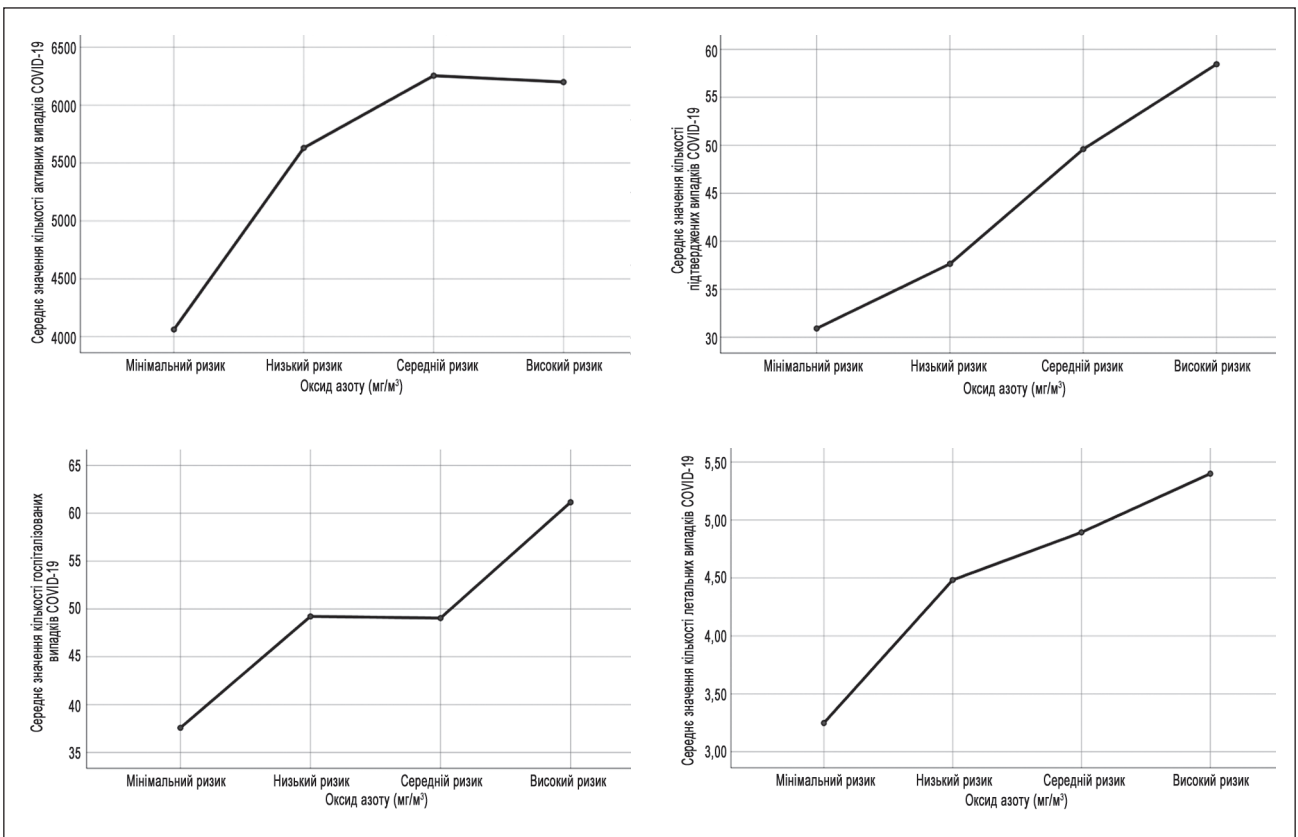 Середнє значення кількості активних випадків COVID-19
6500
6000
5500
5000
4500
4000
Мінімальний ризик Низький ризик Середній ризик Високий ризик
Оксид азоту (мг/м³)
Середнє значення кількості
підтверджених випадків COVID-19
60
55
50
45
40
35
30
Мінімальний ризик Низький ризик Середній ризик Високий ризик
Оксид азоту (мг/м³)
Середнє значення кількості госпіталізованих
випадків COVID-19
65
60
55
50
45
40
35
Мінімальний ризик Низький ризик Середній ризик Високий ризик
Оксид азоту (мг/м³)
Середнє значення кількості летальних випадків COVID-19
5,50
5,00
4,50
4,00
3,50
3,00
Мінімальний ризик Низький ризик Середній ризик Високий ризик
Оксид азоту (мг/м³)